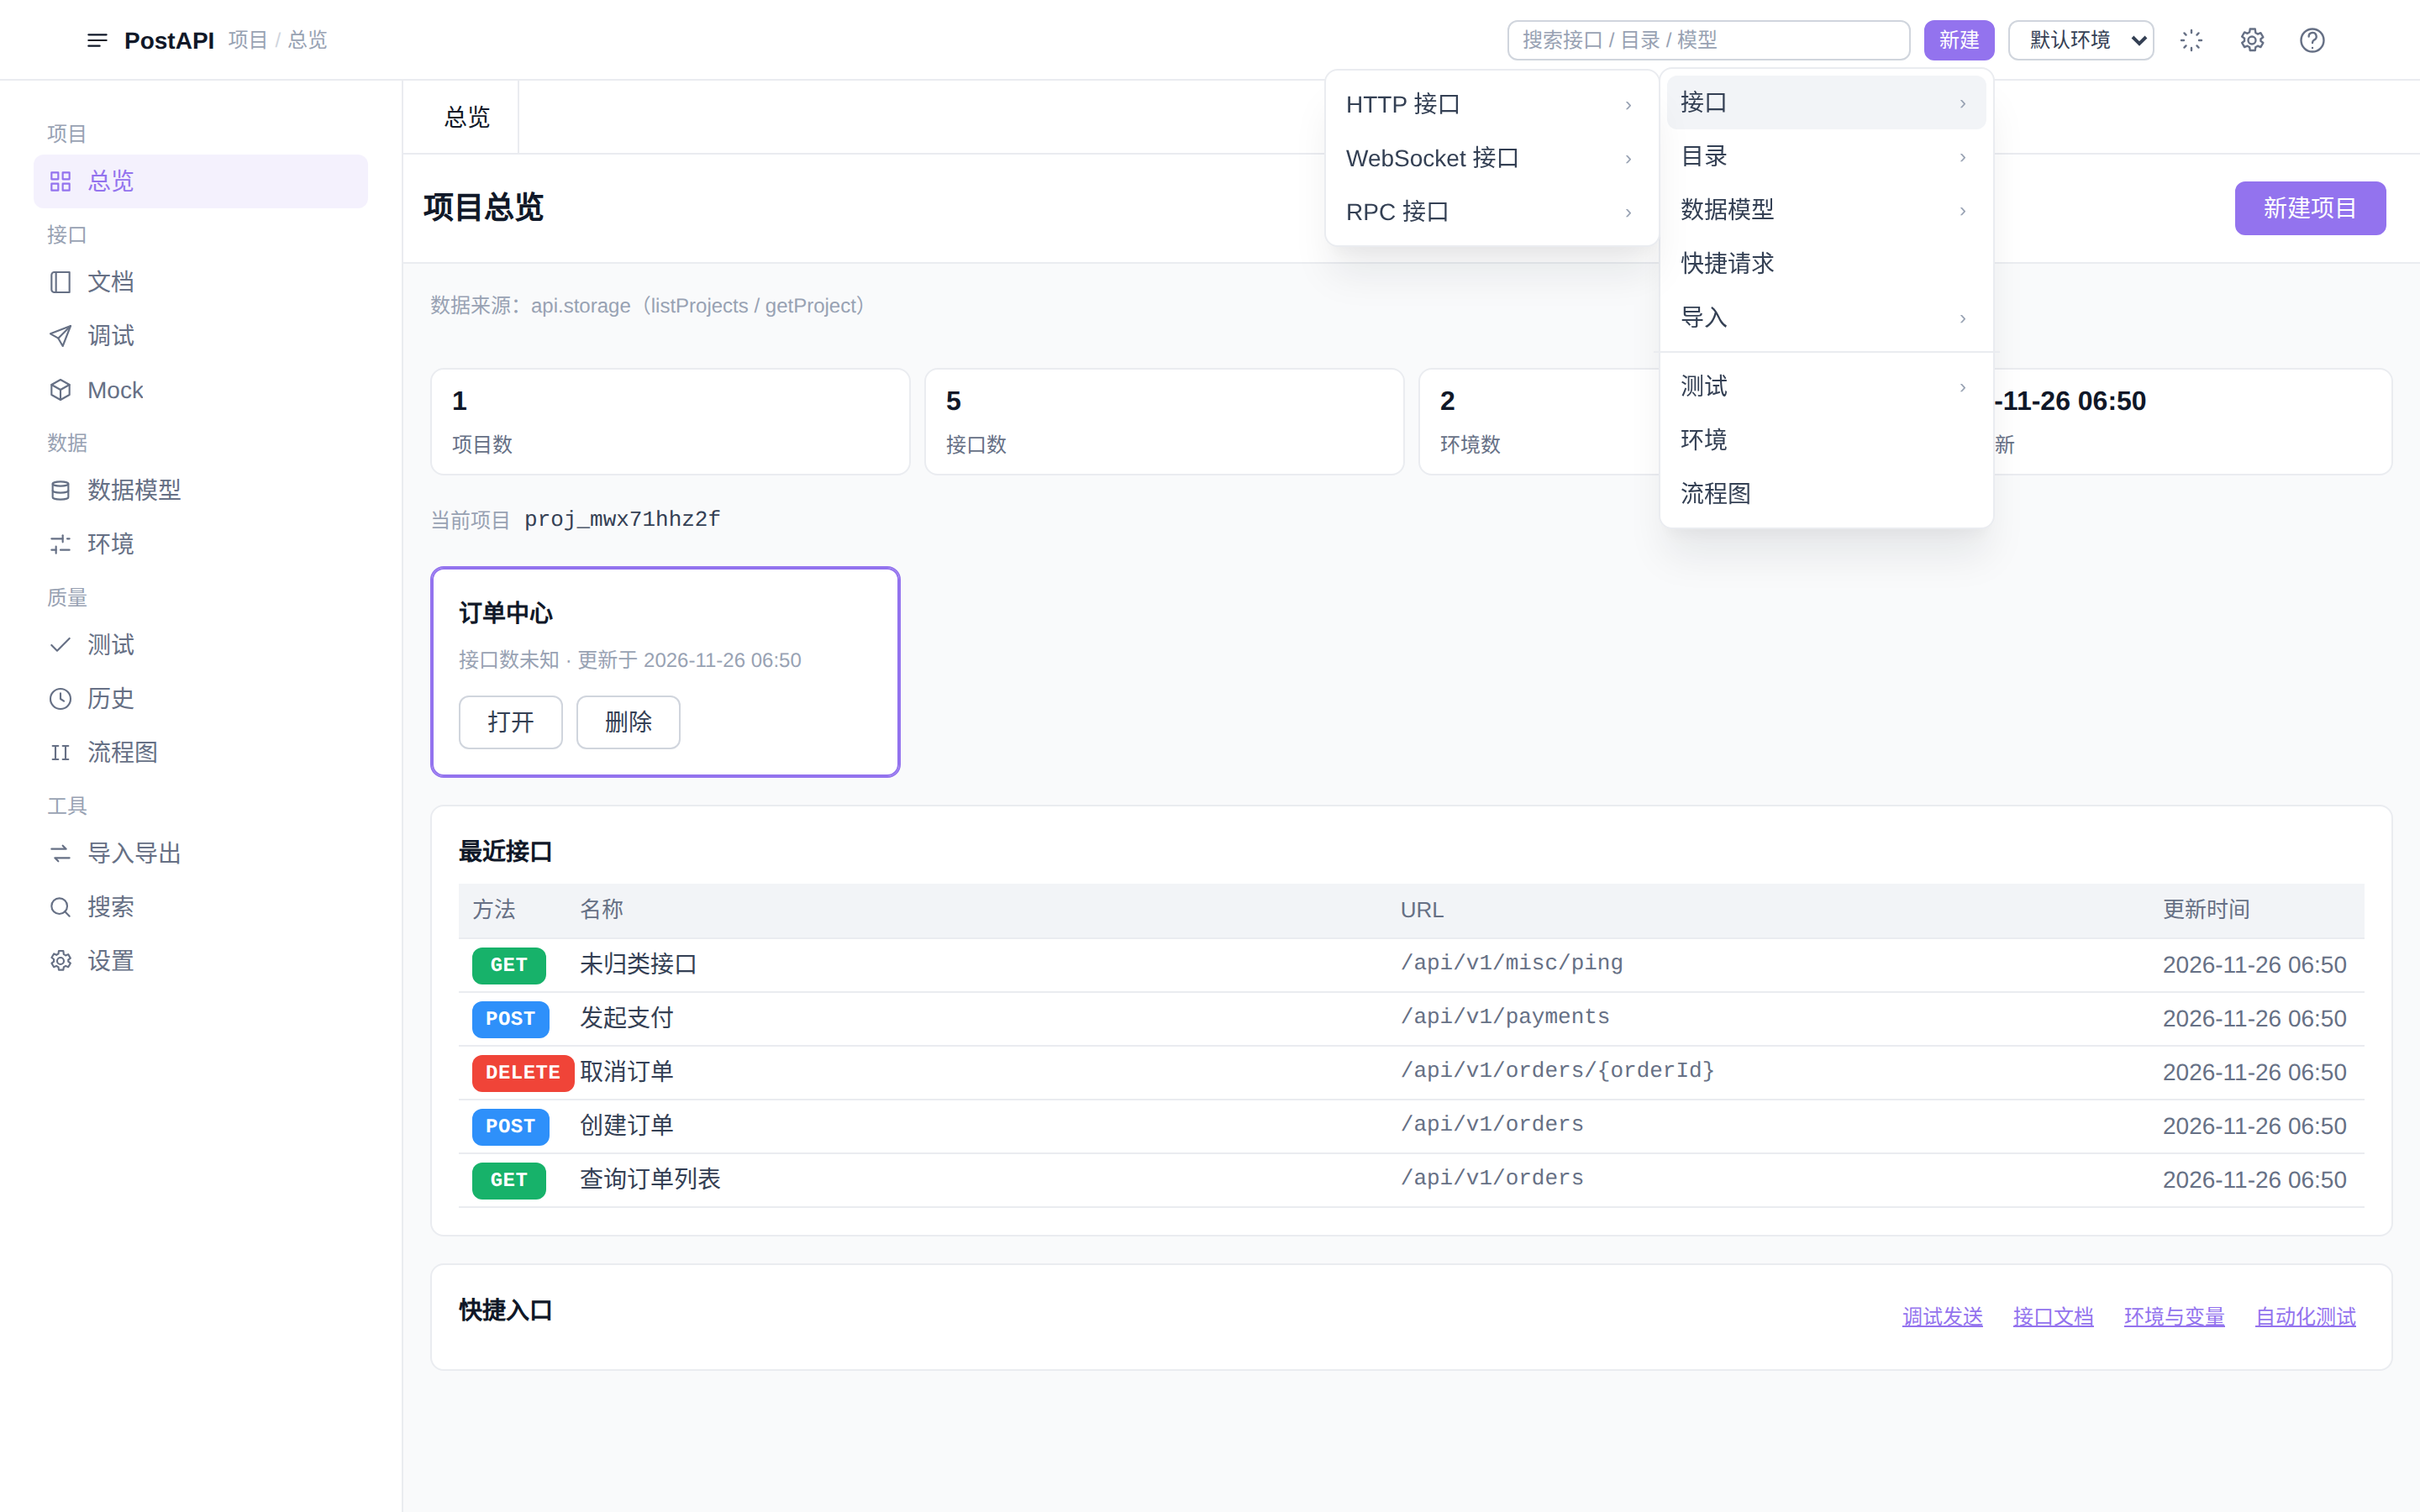 PostAPI 项目 / 总览
搜索接口 / 目录 / 模型
新建
默认环境
项目
总览
接口
文档
调试
Mock
数据
数据模型
环境
质量
测试
历史
流程图
工具
导入导出
搜索
设置
总览
HTTP 接口 ›
WebSocket 接口 ›
RPC 接口 ›
接口 ›
目录 ›
数据模型 ›
快捷请求
导入 ›
测试 ›
环境
流程图
项目总览
新建项目
数据来源：api.storage（listProjects / getProject）
1
项目数
5
接口数
2
环境数
-11-26 06:50
新
当前项目 proj_mwx71hhz2f
订单中心
接口数未知 · 更新于 2026-11-26 06:50
打开 删除
最近接口
方法 名称 URL 更新时间
GET 未归类接口 /api/v1/misc/ping 2026-11-26 06:50
POST 发起支付 /api/v1/payments 2026-11-26 06:50
DELETE 取消订单 /api/v1/orders/{orderId} 2026-11-26 06:50
POST 创建订单 /api/v1/orders 2026-11-26 06:50
GET 查询订单列表 /api/v1/orders 2026-11-26 06:50
快捷入口
调试发送 接口文档 环境与变量 自动化测试